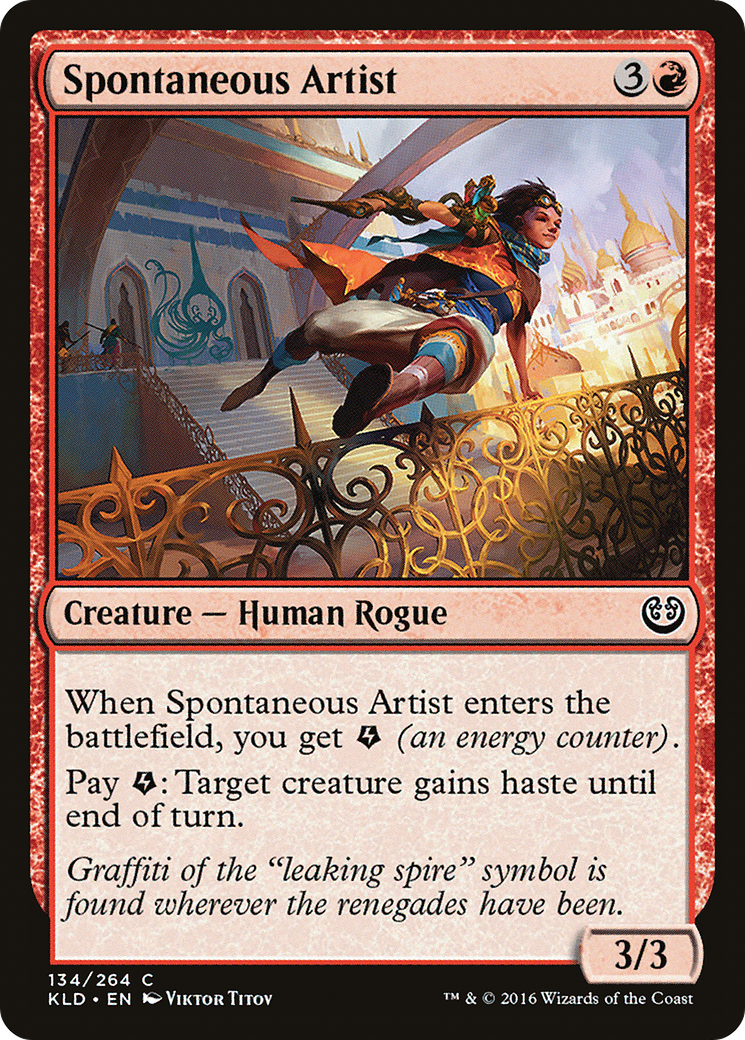 Spontaneous Artist 3
Creature — Human Rogue
When Spontaneous Artist enters the
battlefield, you get (an energy counter).
Pay : Target creature gains haste until
end of turn.
Graffiti of the “leaking spire” symbol is
found wherever the renegades have been.
3/3
134/264 C
KLD • EN Viktor Titov
™ & © 2016 Wizards of the Coast